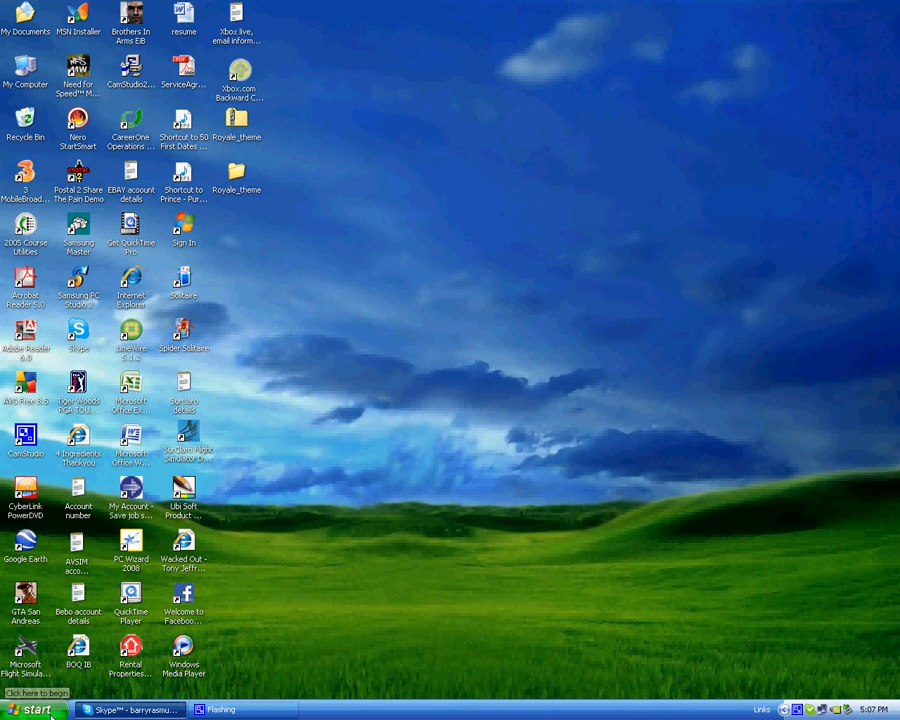 My Documents
MSN Installer
Brothers In
Arms EiB
resume
Xbox live,
email inform...
My Computer
Need for
Speed™ M...
CamStudio2...
ServiceAgr...
Xbox.com
Backward C...
Recycle Bin
Nero
StartSmart
CareerOne
Operations ...
Shortcut to 50
First Dates ...
Royale_theme
3
MobileBroad...
Postal 2 Share
The Pain Demo
EBAY account
details
Shortcut to
Prince - Pur...
Royale_theme
2005 Course
Utilities
Samsung
Master
Get QuickTime
Pro
Sign In
Acrobat
Reader 5.0
Samsung PC
Studio 3
Internet
Explorer
Solitaire
Adobe Reader
6.0
Skype
LimeWire
Spider Solitaire
AVG Free 8.5
Tiger Woods
PGA TOU...
Microsoft
Office Ex...
details
CamStudio
4 Ingredients
Thankyou
Microsoft
Office W...
Simulator D...
CyberLink
PowerDVD
Account
number
My Account -
Save job s...
Ubi Soft
Product ...
Google Earth
AVSIM
acco...
PC Wizard
2008
Wacked Out -
Tony Jeffr...
GTA San
Andreas
Bebo account
details
QuickTime
Player
Welcome to
Faceboo...
Microsoft
Flight Simula...
BOQ IB
Rental
Properties...
Windows
Media Player
Click here to begin
start
Skype™ - barryrasmu...
Flashing
Links
5:07 PM